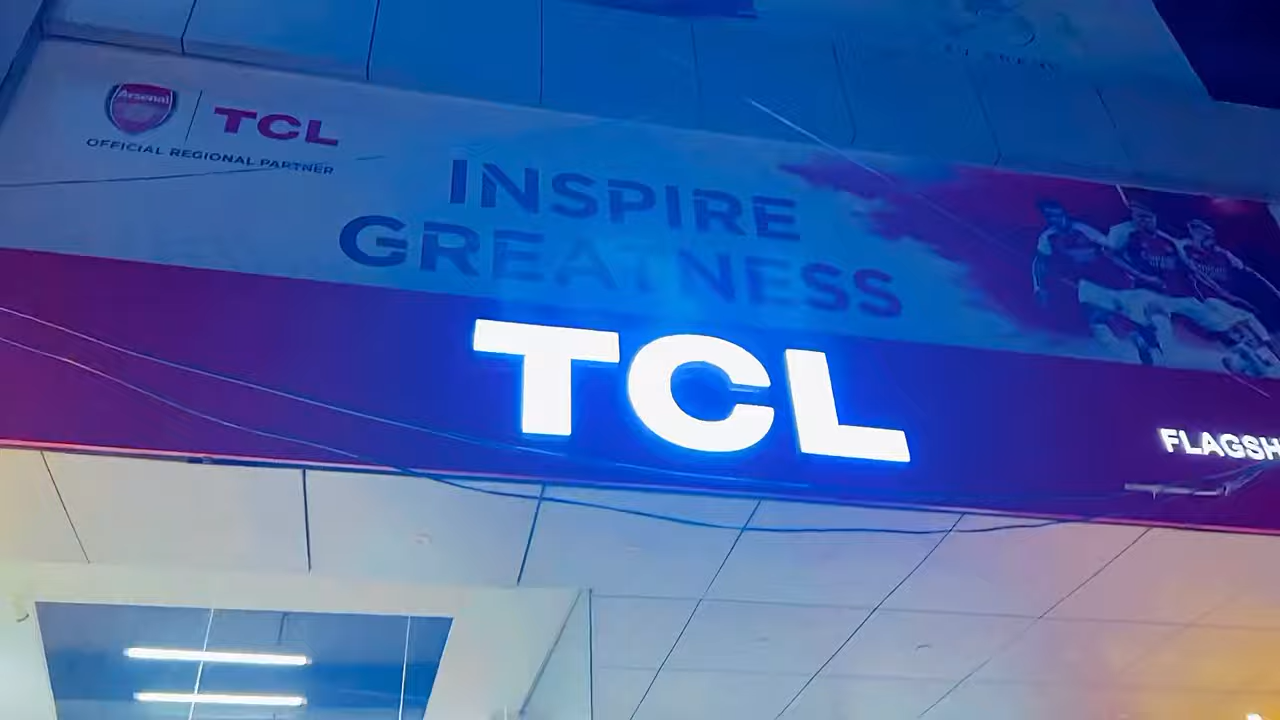 Arsenal
TCL
OFFICIAL REGIONAL PARTNER
INSPIRE
GREATNESS
TCL
FLAGSH